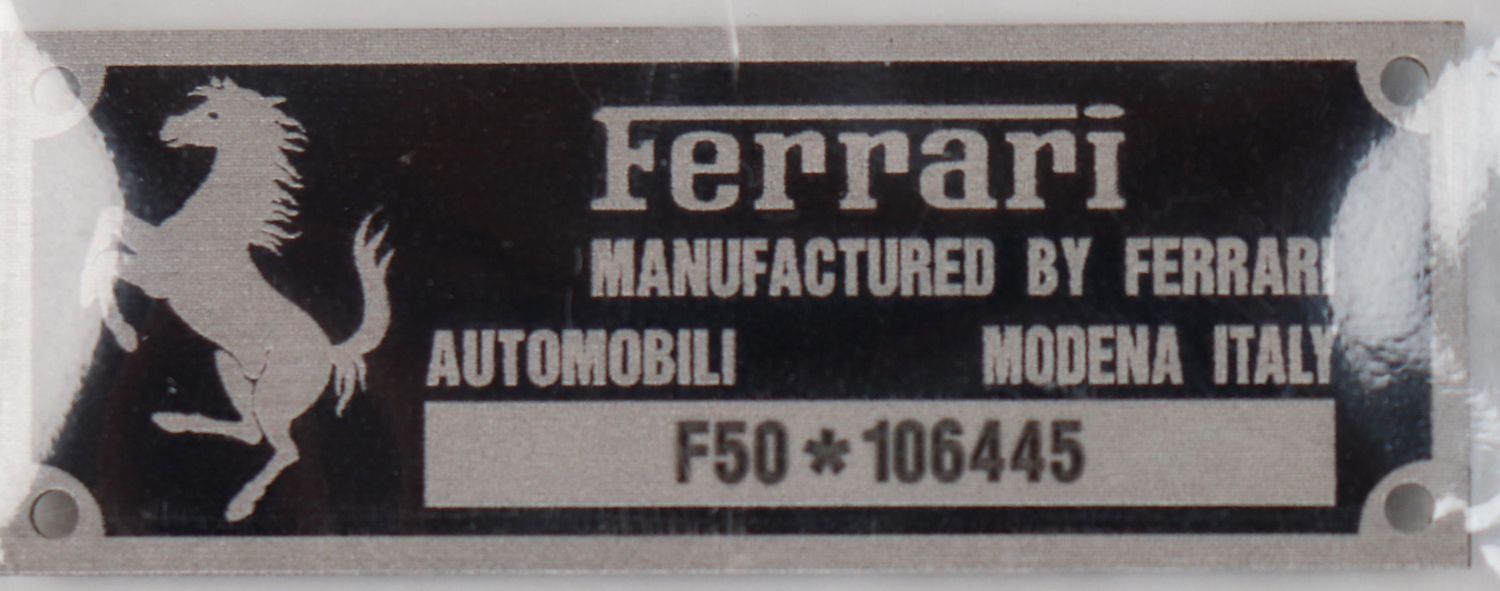 Ferrari
MANUFACTURED BY FERRARI
AUTOMOBILI MODENA ITALY
F50*106445